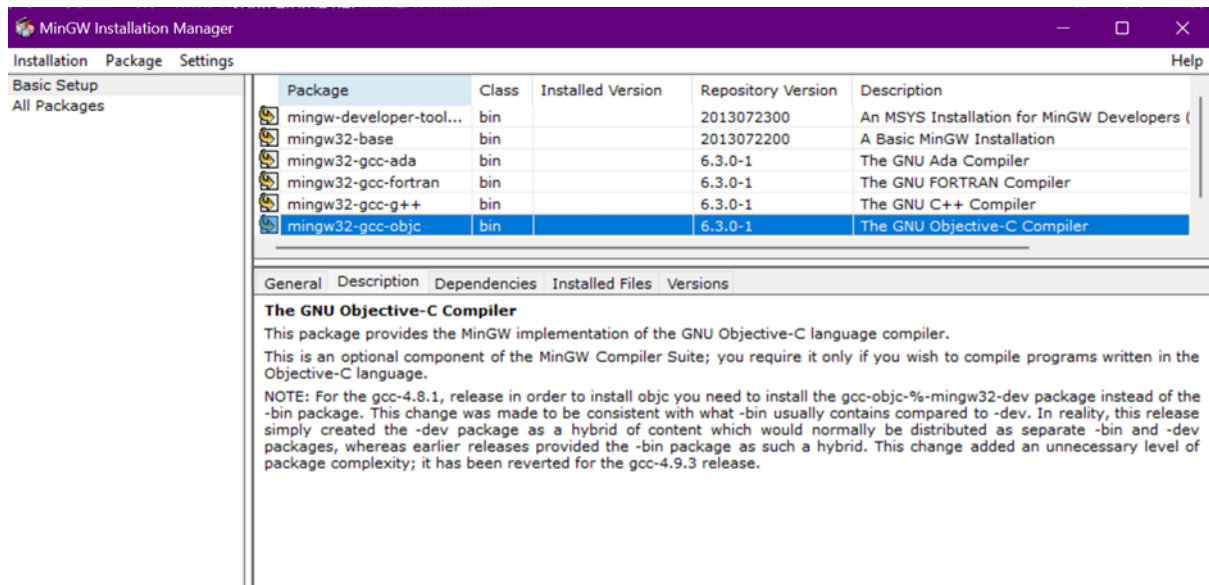 MinGW Installation Manager
Installation Package Settings Help
Basic Setup
All Packages
Package Class Installed Version Repository Version Description
mingw-developer-tool... bin 2013072300 An MSYS Installation for MinGW Developers (
mingw32-base bin 2013072200 A Basic MinGW Installation
mingw32-gcc-ada bin 6.3.0-1 The GNU Ada Compiler
mingw32-gcc-fortran bin 6.3.0-1 The GNU FORTRAN Compiler
mingw32-gcc-g++ bin 6.3.0-1 The GNU C++ Compiler
mingw32-gcc-objc bin 6.3.0-1 The GNU Objective-C Compiler
General Description Dependencies Installed Files Versions
The GNU Objective-C Compiler
This package provides the MinGW implementation of the GNU Objective-C language compiler.
This is an optional component of the MinGW Compiler Suite; you require it only if you wish to compile programs written in the
Objective-C language.
NOTE: For the gcc-4.8.1, release in order to install objc you need to install the gcc-objc-%-mingw32-dev package instead of the
-bin package. This change was made to be consistent with what -bin usually contains compared to -dev. In reality, this release
simply created the -dev package as a hybrid of content which would normally be distributed as separate -bin and -dev
packages, whereas earlier releases provided the -bin package as such a hybrid. This change added an unnecessary level of
package complexity; it has been reverted for the gcc-4.9.3 release.